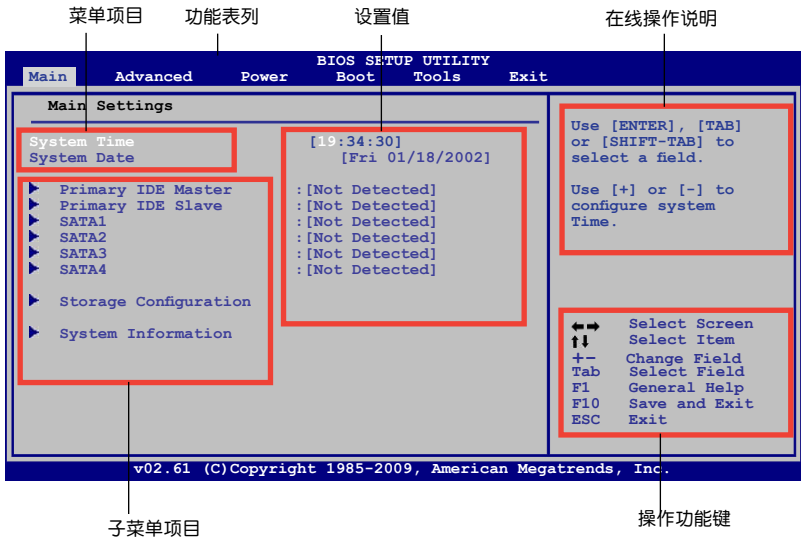 菜单项目 功能表列 设置值 在线操作说明
BIOS SETUP UTILITY
Main Advanced Power Boot Tools Exit
Main Settings
System Time [19:34:30]
System Date [Fri 01/18/2002]
Primary IDE Master :[Not Detected]
Primary IDE Slave :[Not Detected]
SATA1 :[Not Detected]
SATA2 :[Not Detected]
SATA3 :[Not Detected]
SATA4 :[Not Detected]
Storage Configuration
System Information
Use [ENTER], [TAB]
or [SHIFT-TAB] to
select a field.
Use [+] or [-] to
configure system
Time.
←→ Select Screen
↑↓ Select Item
+- Change Field
Tab Select Field
F1 General Help
F10 Save and Exit
ESC Exit
v02.61 (C)Copyright 1985-2009, American Megatrends, Inc.
子菜单项目 操作功能键